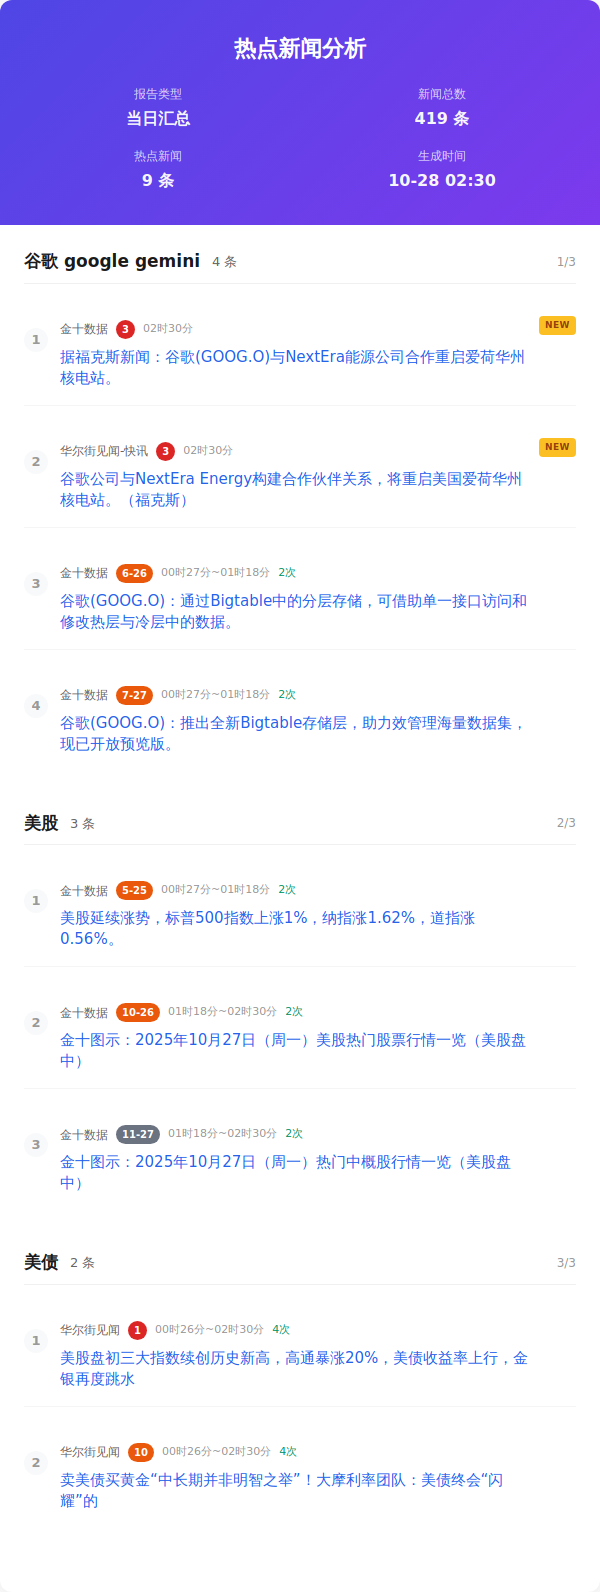 热点新闻分析
报告类型
当日汇总
新闻总数
419 条
热点新闻
9 条
生成时间
10-28 02:30
谷歌 google gemini 4 条 1/3
1
金十数据 3 02时30分 NEW
据福克斯新闻：谷歌(GOOG.O)与NextEra能源公司合作重启爱荷华州
核电站。
2
华尔街见闻-快讯 3 02时30分 NEW
谷歌公司与NextEra Energy构建合作伙伴关系，将重启美国爱荷华州
核电站。（福克斯）
3
金十数据 6-26 00时27分~01时18分 2次
谷歌(GOOG.O)：通过Bigtable中的分层存储，可借助单一接口访问和
修改热层与冷层中的数据。
4
金十数据 7-27 00时27分~01时18分 2次
谷歌(GOOG.O)：推出全新Bigtable存储层，助力效管理海量数据集，
现已开放预览版。
美股 3 条 2/3
1
金十数据 5-25 00时27分~01时18分 2次
美股延续涨势，标普500指数上涨1%，纳指涨1.62%，道指涨
0.56%。
2
金十数据 10-26 01时18分~02时30分 2次
金十图示：2025年10月27日（周一）美股热门股票行情一览（美股盘
中）
3
金十数据 11-27 01时18分~02时30分 2次
金十图示：2025年10月27日（周一）热门中概股行情一览（美股盘
中）
美债 2 条 3/3
1
华尔街见闻 1 00时26分~02时30分 4次
美股盘初三大指数续创历史新高，高通暴涨20%，美债收益率上行，金
银再度跳水
2
华尔街见闻 10 00时26分~02时30分 4次
卖美债买黄金“中长期并非明智之举”！大摩利率团队：美债终会“闪
耀”的